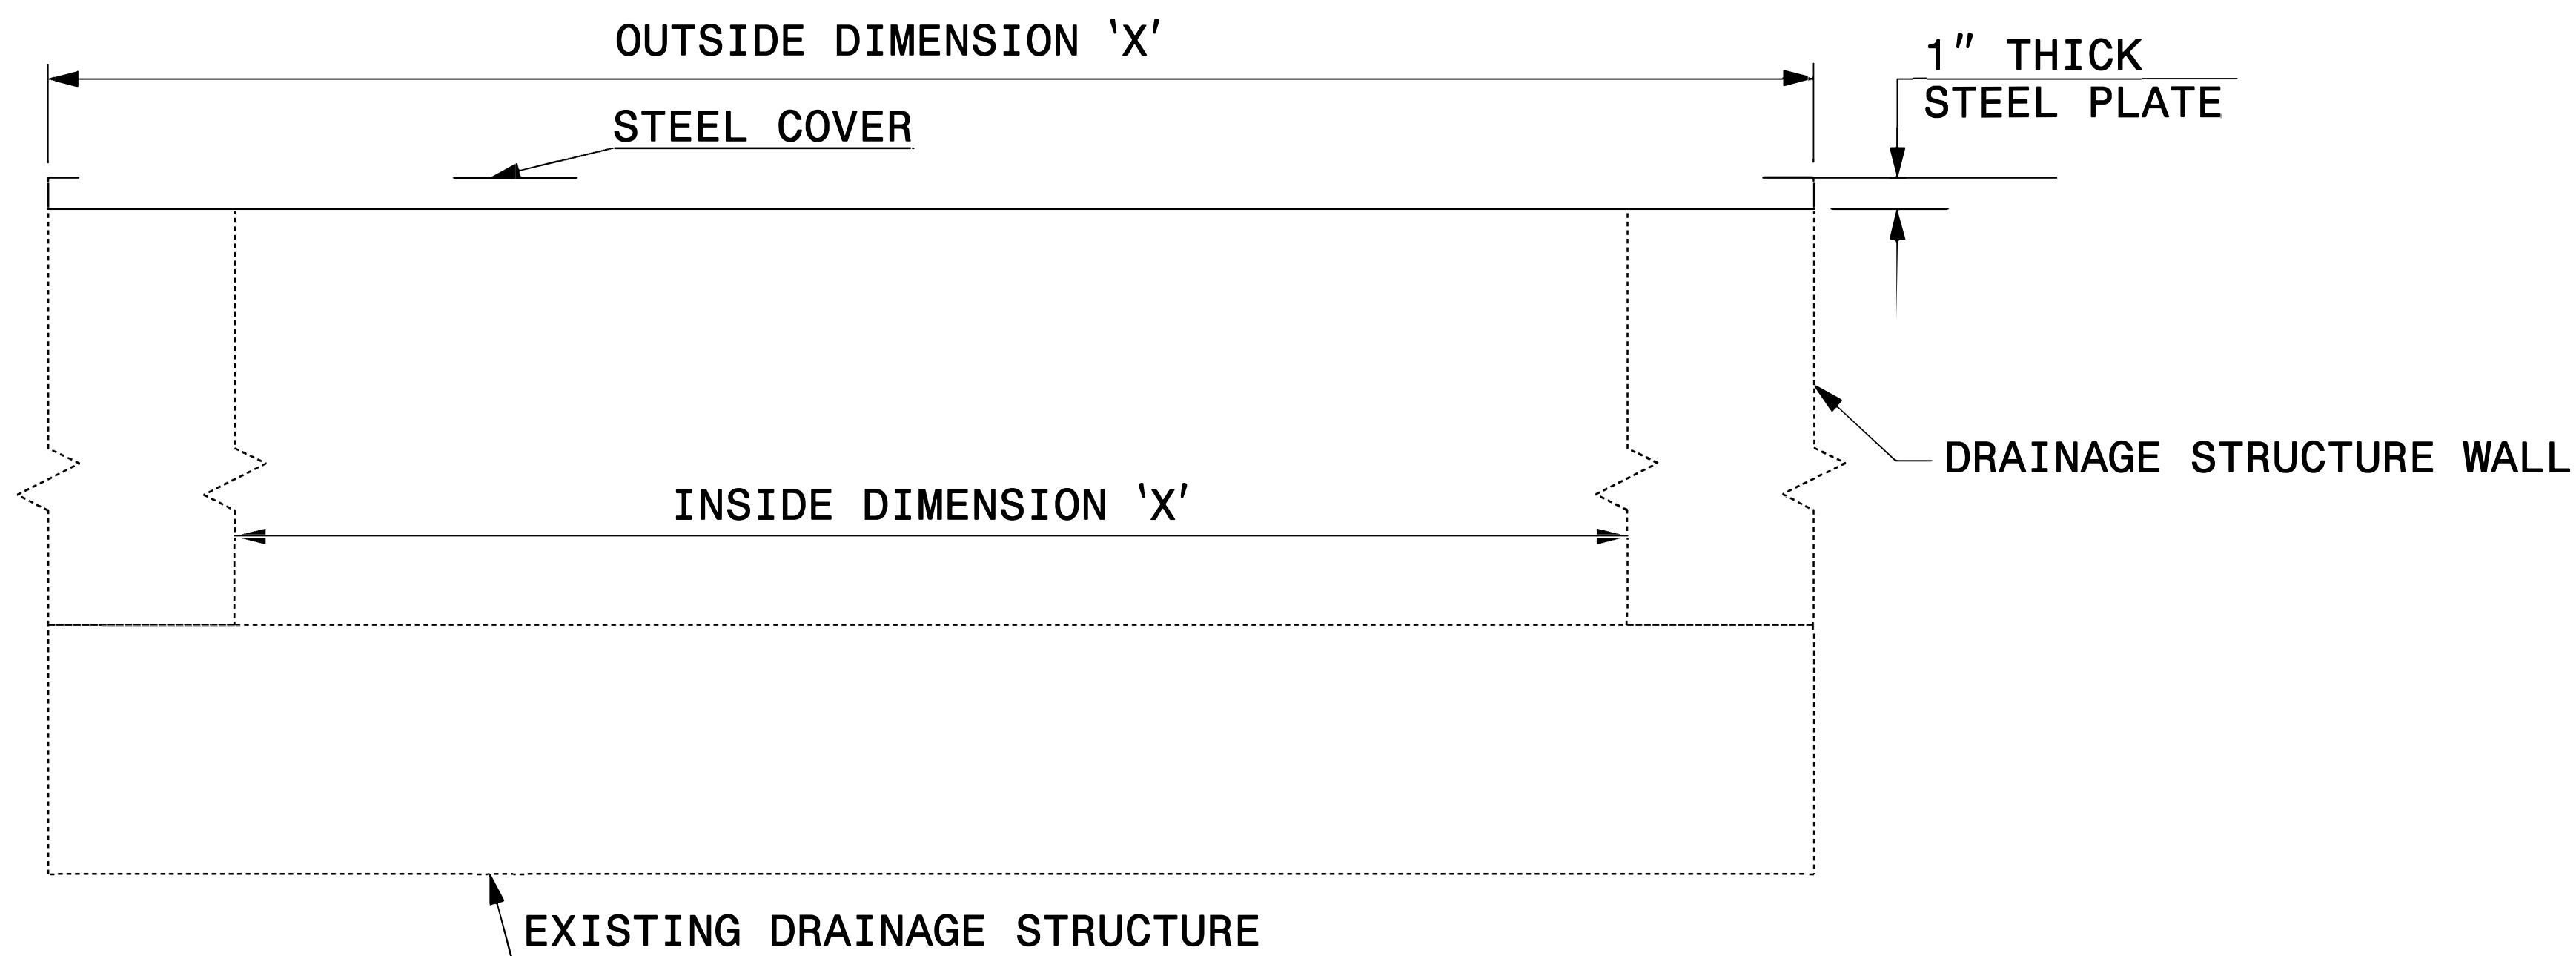 OUTSIDE DIMENSION 'X'
1" THICK
STEEL PLATE
STEEL COVER
DRAINAGE STRUCTURE WALL
INSIDE DIMENSION 'X'
EXISTING DRAINAGE STRUCTURE